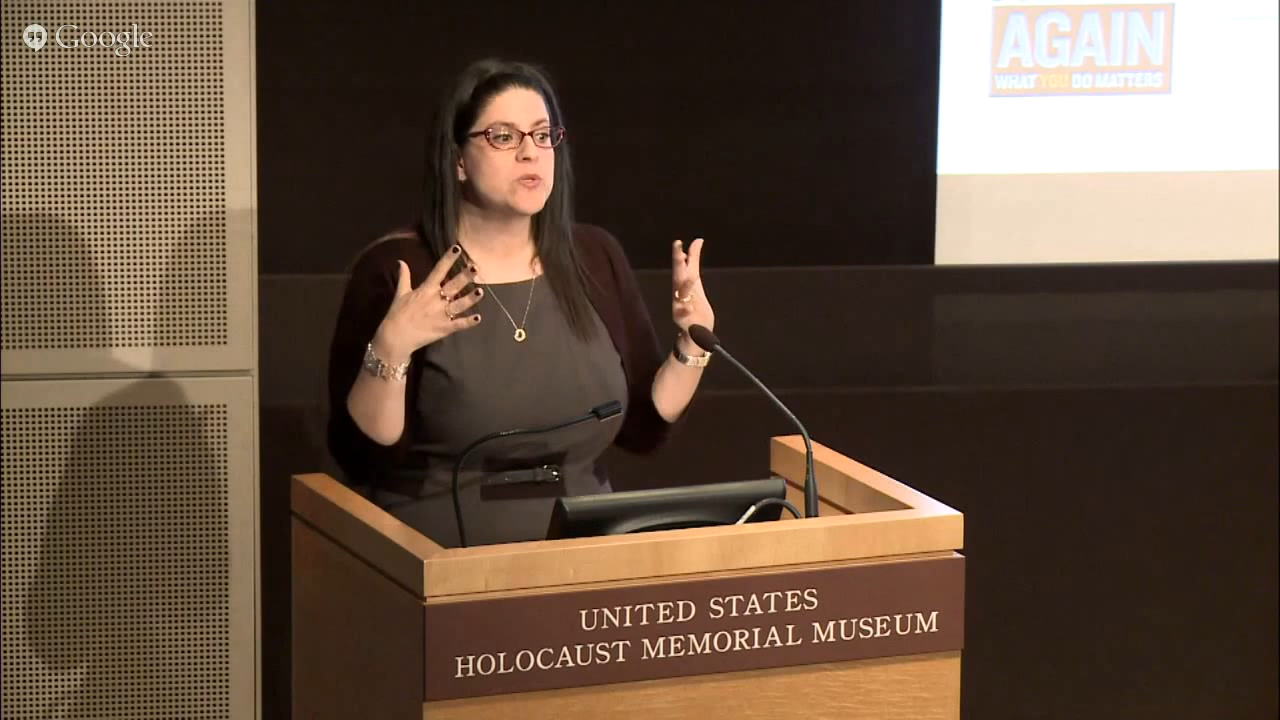 Google
AGAIN
WHAT YOU DO MATTERS
UNITED STATES
HOLOCAUST MEMORIAL MUSEUM